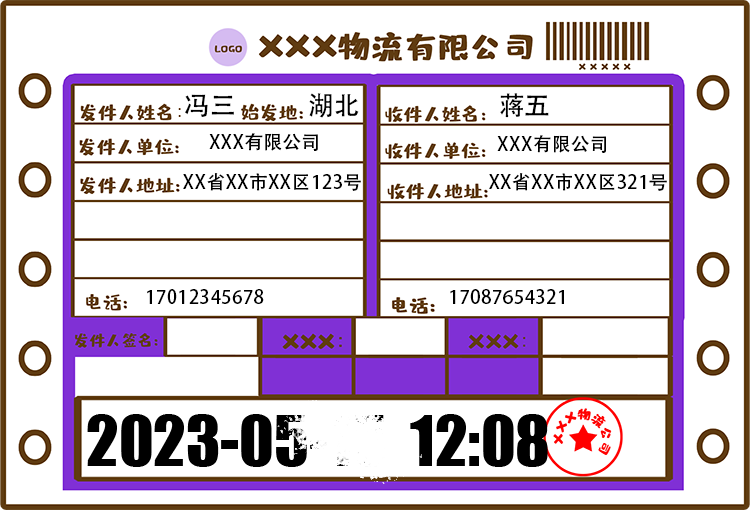 LOGO XXX物流有限公司
XXXXX
发件人姓名:冯三 始发地:湖北
收件人姓名: 蒋五
发件人单位: XXX有限公司
收件人单位: XXX有限公司
发件人地址:XX省XX市XX区123号
收件人地址:XX省XX市XX区321号
电话: 17012345678
电话: 17087654321
发件人签名:
XXX:
XXX:
2023-05 12:08
XXX物流公司